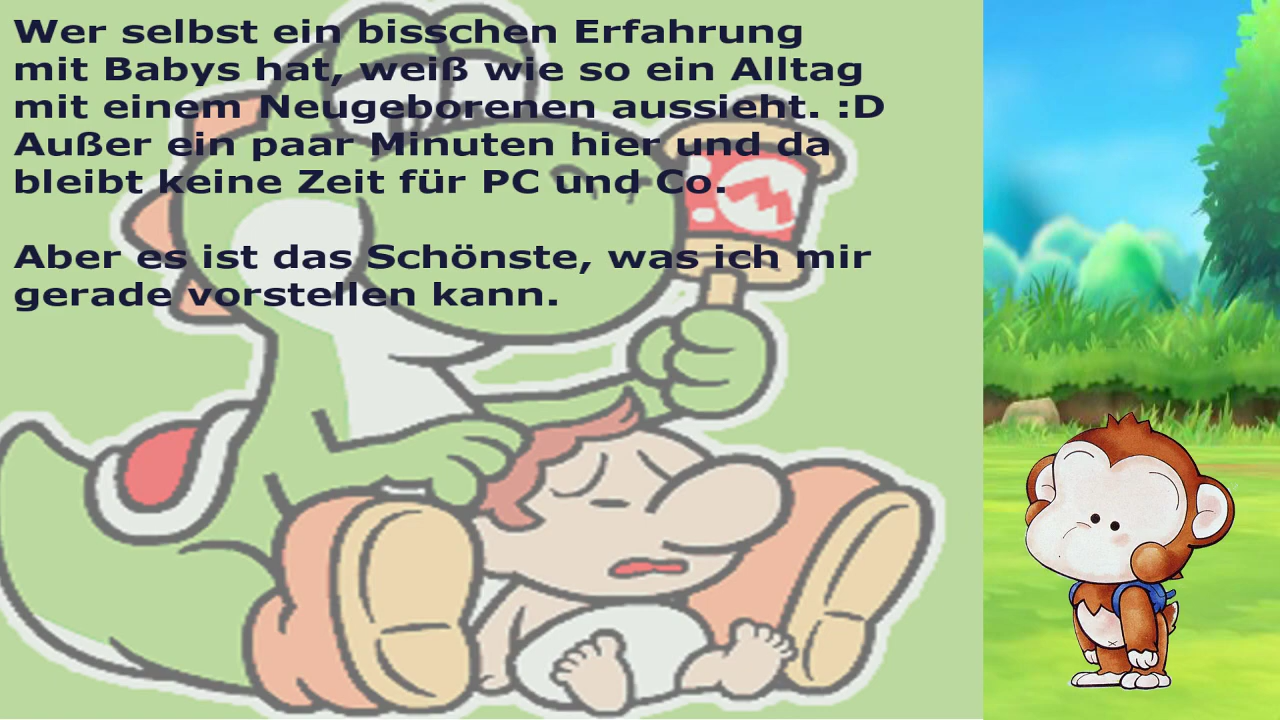 Wer selbst ein bisschen Erfahrung
mit Babys hat, weiß wie so ein Alltag
mit einem Neugeborenen aussieht. :D
Außer ein paar Minuten hier und da
bleibt keine Zeit für PC und Co.
Aber es ist das Schönste, was ich mir
gerade vorstellen kann.